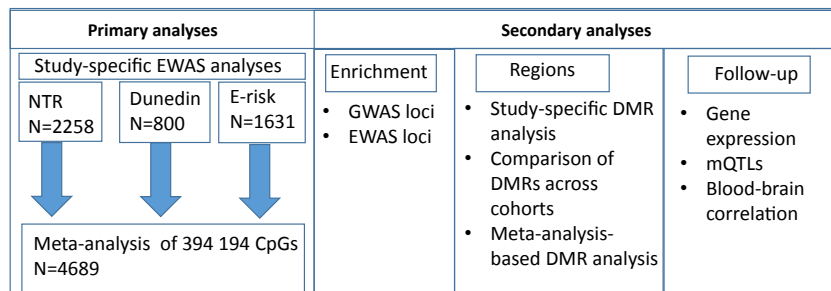 Primary analyses
Secondary analyses
Study-specific EWAS analyses
NTR
N=2258
Dunedin
N=800
E-risk
N=1631
Meta-analysis of 394 194 CpGs
N=4689
Enrichment
• GWAS loci
• EWAS loci
Regions
• Study-specific DMR
analysis
• Comparison of
DMRs across
cohorts
• Meta-analysis-
based DMR analysis
Follow-up
• Gene
expression
• mQTLs
• Blood-brain
correlation